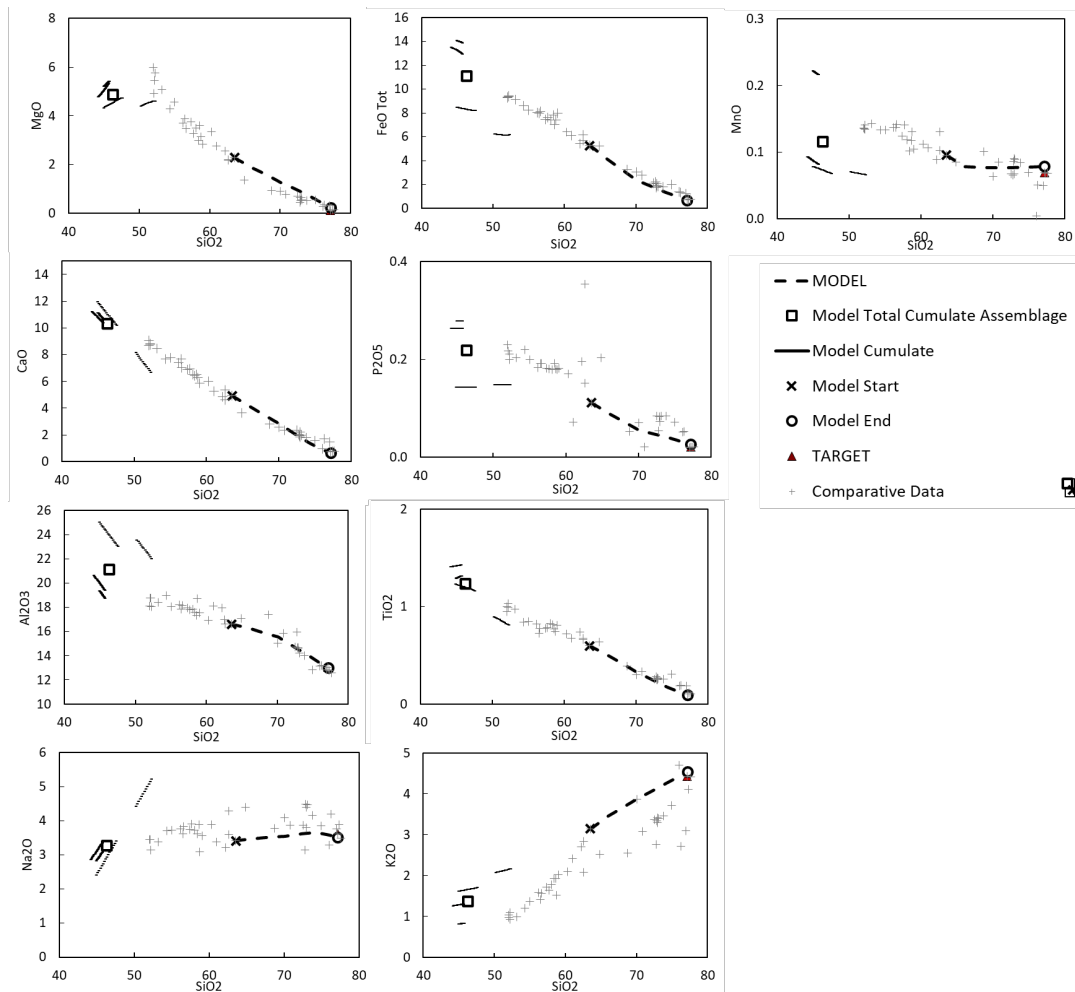 8
6
4
2
0
MgO
40 50 60 70 80
SiO2
16
14
12
10
8
6
4
2
0
FeO Tot
40 50 60 70 80
SiO2
0.2
0.1
0.0
MnO
40 50 60 70 80
SiO2
14
12
10
8
6
4
2
0
CaO
40 50 60 70 80
SiO2
0.4
0.2
0.0
P2O5
40 50 60 70 80
SiO2
MODEL
Model Total Cumulate Assemblage
Model Cumulate
Model Start
Model End
TARGET
Comparative Data
26
24
22
20
18
16
14
12
10
Al2O3
40 50 60 70 80
SiO2
2
1
0
TiO2
40 50 60 70 80
SiO2
6
5
4
3
2
1
0
Na2O
40 50 60 70 80
SiO2
5
4
3
2
1
0
K2O
40 50 60 70 80
SiO2